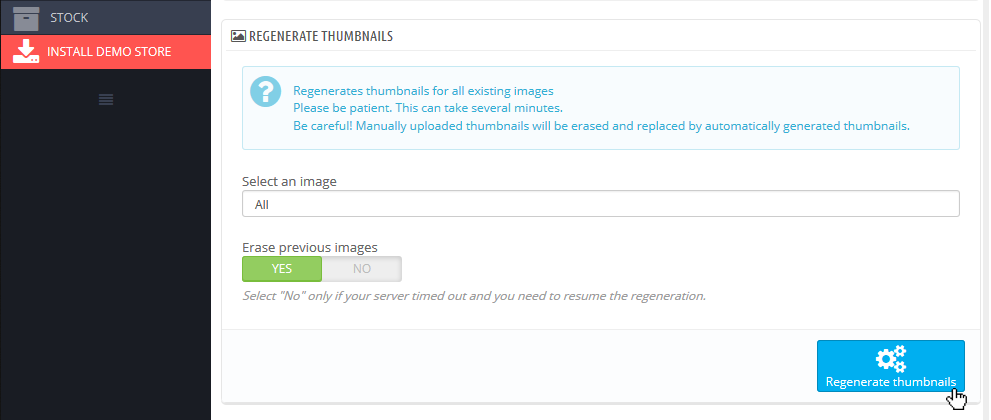 STOCK
INSTALL DEMO STORE
REGENERATE THUMBNAILS
Regenerates thumbnails for all existing images
Please be patient. This can take several minutes.
Be careful! Manually uploaded thumbnails will be erased and replaced by automatically generated thumbnails.
Select an image
All
Erase previous images
YES NO
Select "No" only if your server timed out and you need to resume the regeneration.
Regenerate thumbnails